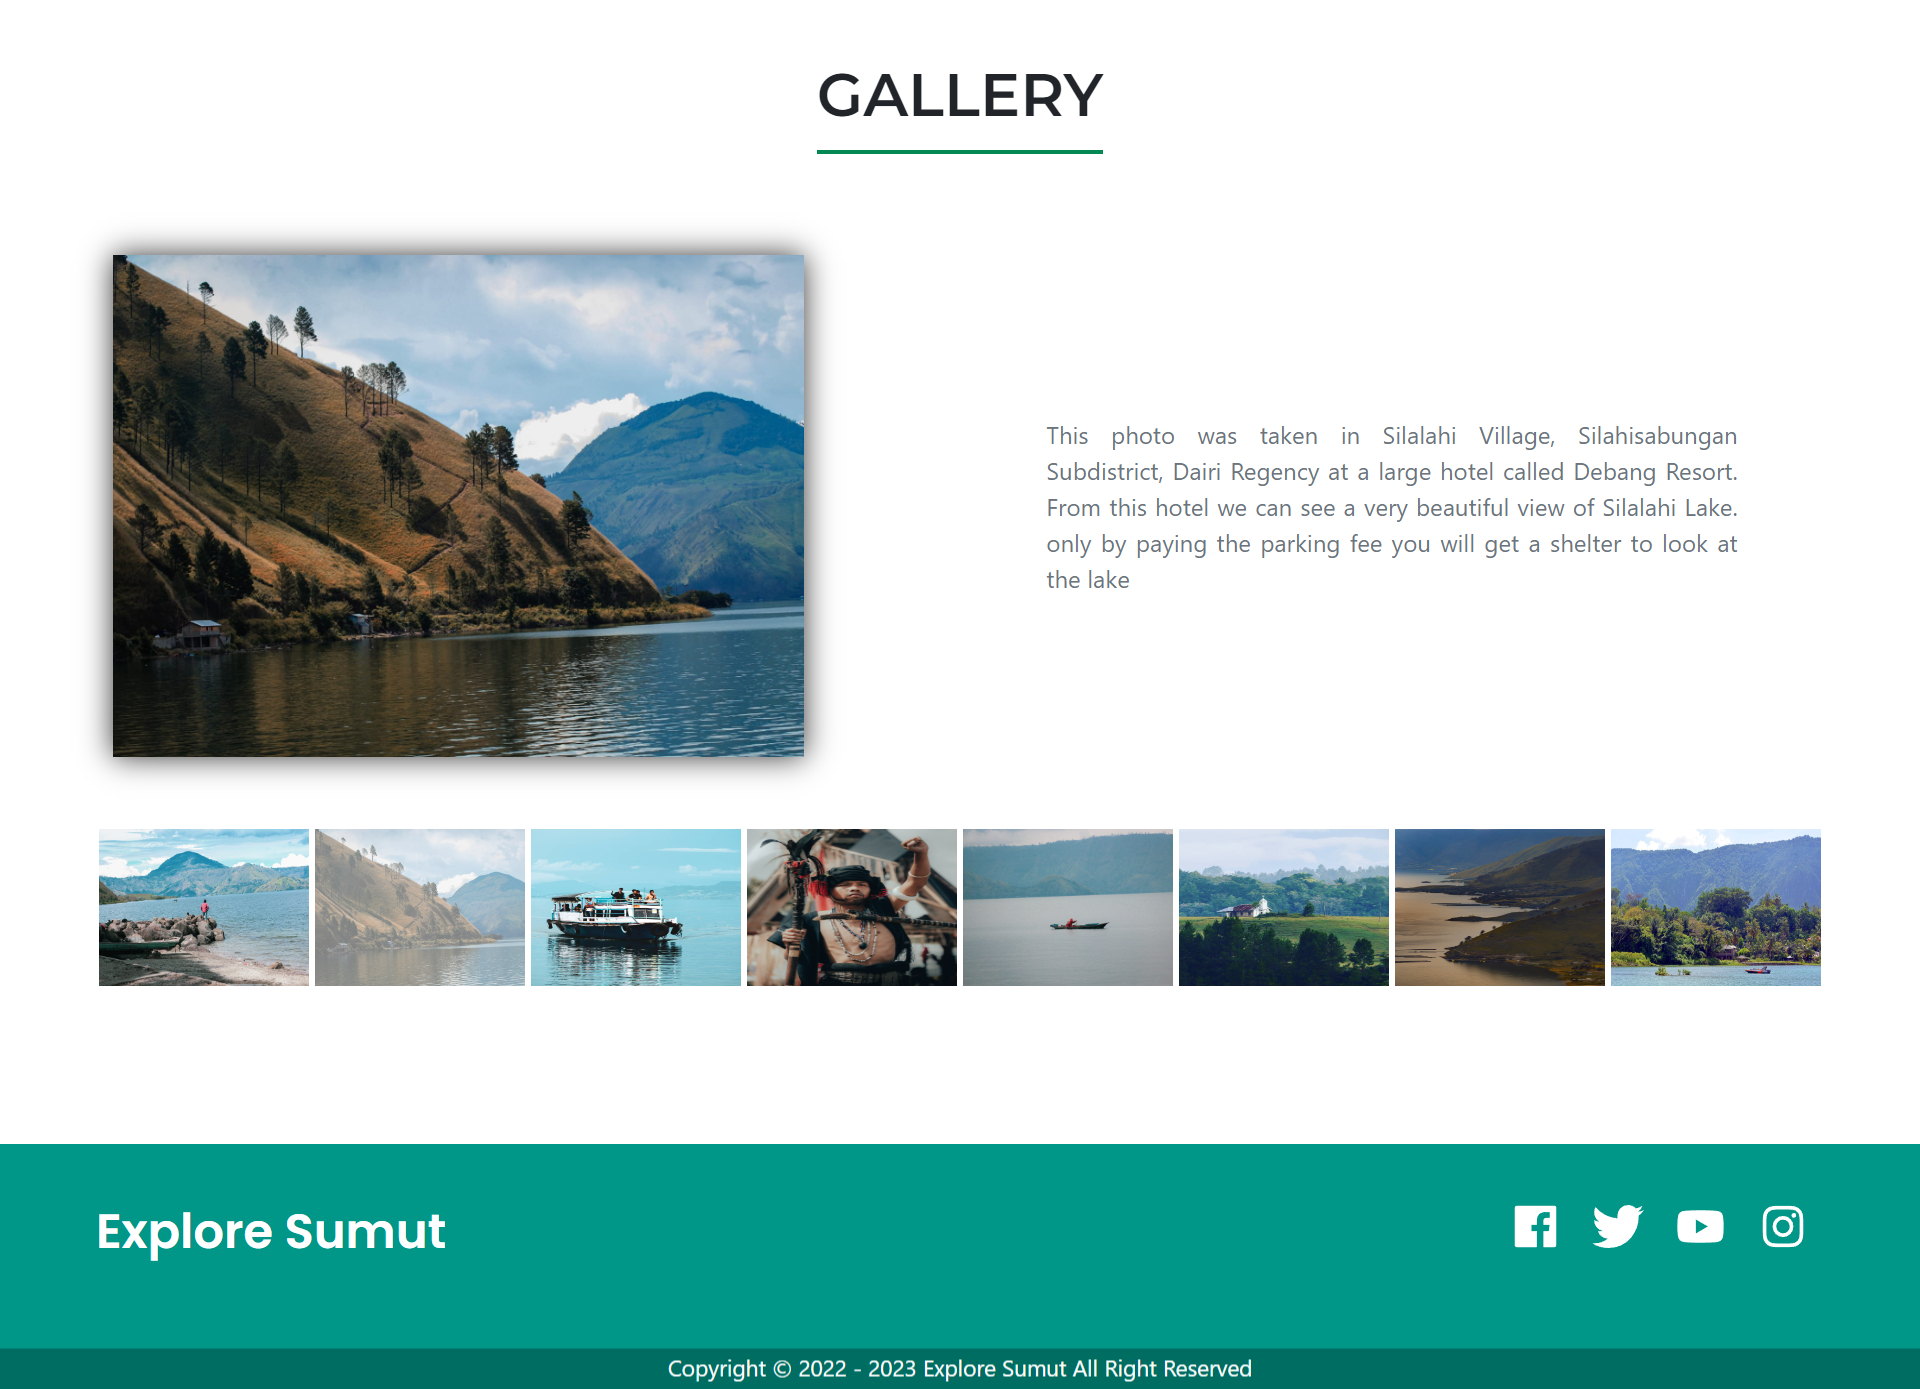 GALLERY
This photo was taken in Silalahi Village, Silahisabungan
Subdistrict, Dairi Regency at a large hotel called Debang Resort.
From this hotel we can see a very beautiful view of Silalahi Lake.
only by paying the parking fee you will get a shelter to look at
the lake
Explore Sumut
Copyright © 2022 - 2023 Explore Sumut All Right Reserved